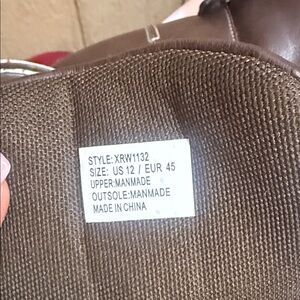 STYLE: XRW1132
SIZE: US 12 / EUR 45
UPPER:MANMADE
OUTSOLE:MANMADE
MADE IN CHINA